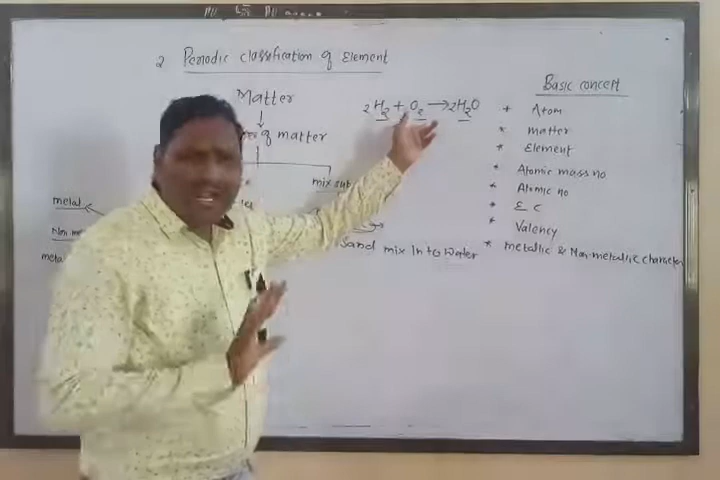 2 Periodic classification of Element
Matter
of matter
mix
metal
Sand mix In to Water
2H2 + O2 → 2H2O
Basic concept
* Atom
* matter
* Element
* Atomic mass no
* Atomic no
* E C
* Valency
* metallic & Non-metallic character